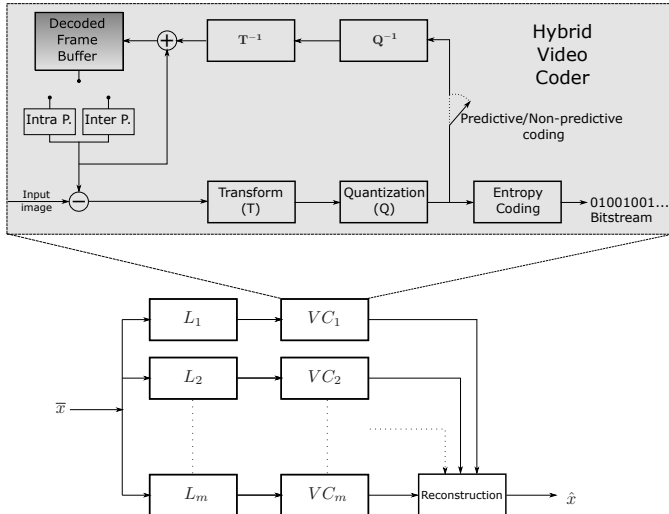 Decoded
Frame
Buffer
T⁻¹
Q⁻¹
Hybrid
Video
Coder
Intra P.
Inter P.
Predictive/Non-predictive
coding
Input
image
Transform
(T)
Quantization
(Q)
Entropy
Coding
01001001...
Bitstream
L₁
VC₁
L₂
VC₂
x̅
Lₘ
VCₘ
Reconstruction
x̂